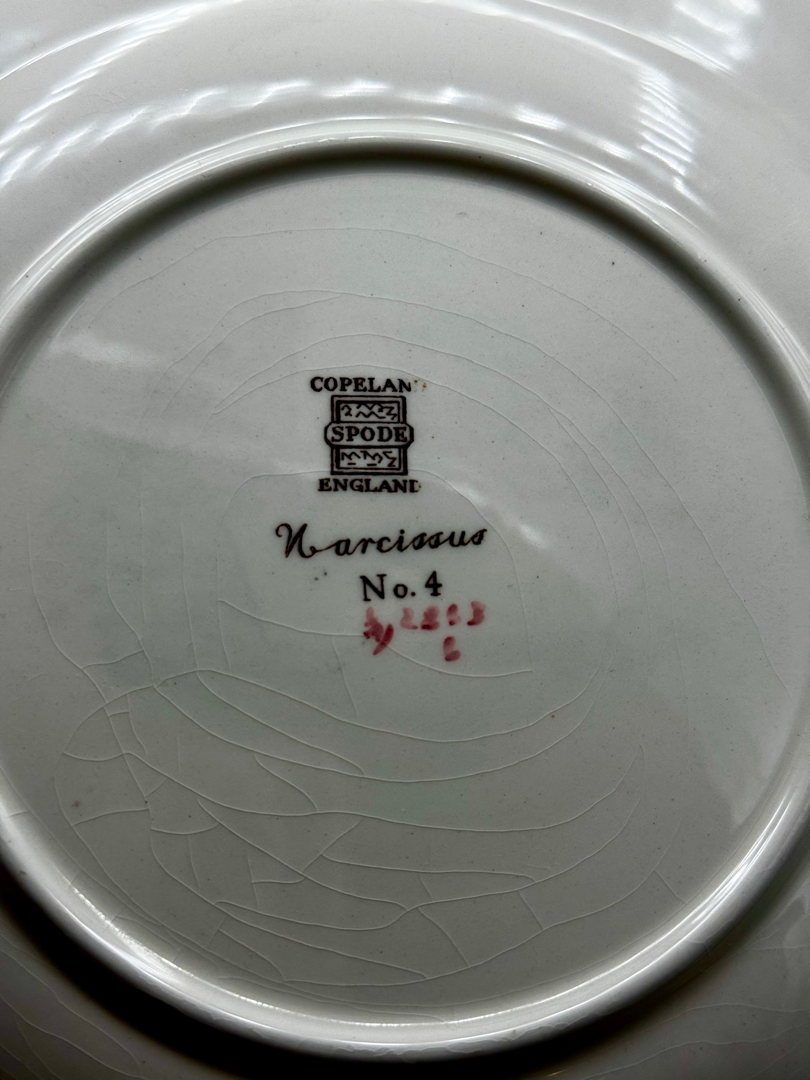 COPELAN
SPODE
ENGLAND
Narcissus
No. 4